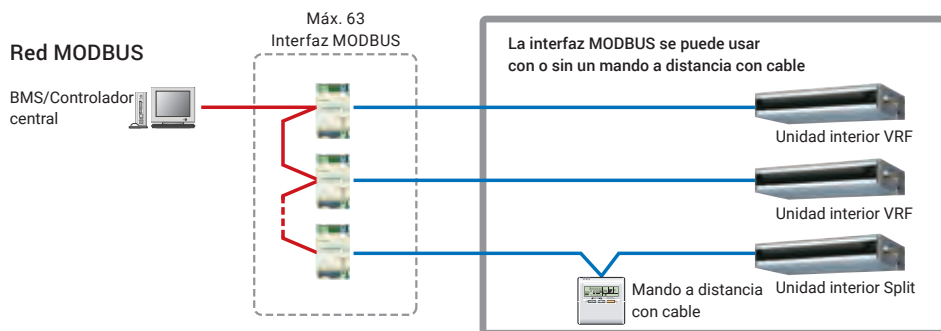 Máx. 63
Interfaz MODBUS
Red MODBUS
BMS/Controlador
central
La interfaz MODBUS se puede usar
con o sin un mando a distancia con cable
Unidad interior VRF
Unidad interior VRF
Unidad interior Split
Mando a distancia
con cable